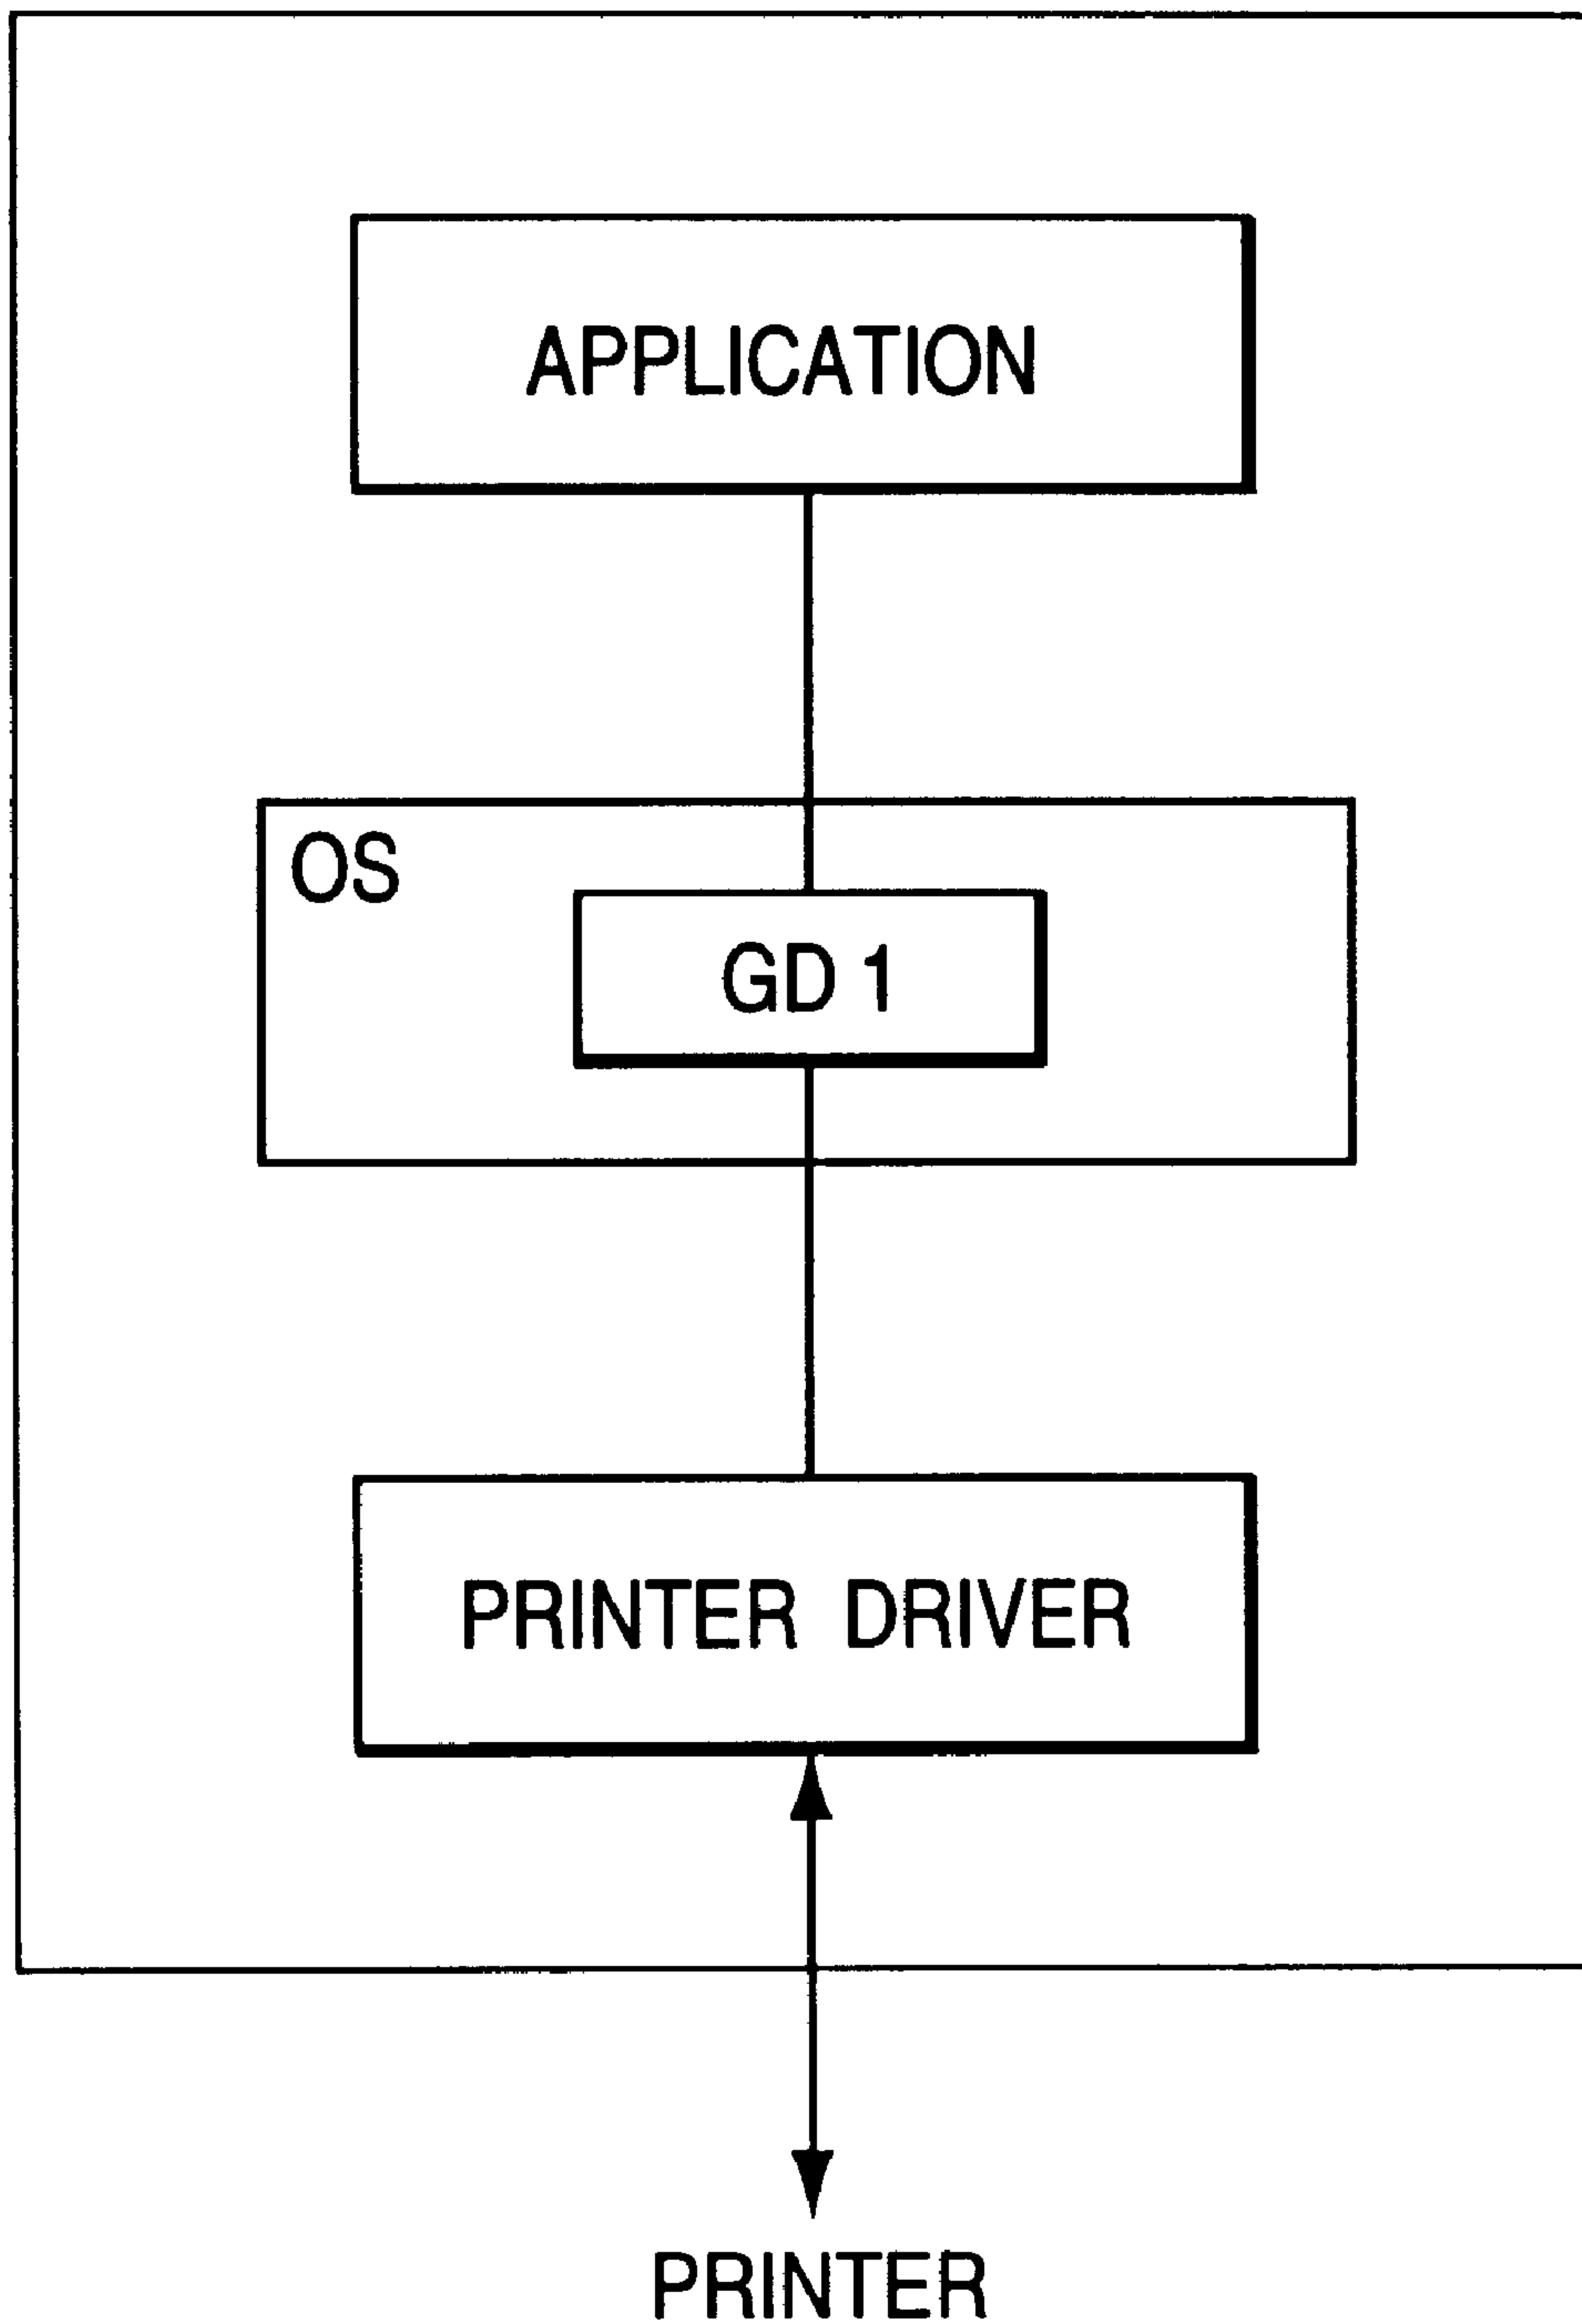 APPLICATION
OS
GD 1
PRINTER DRIVER
PRINTER